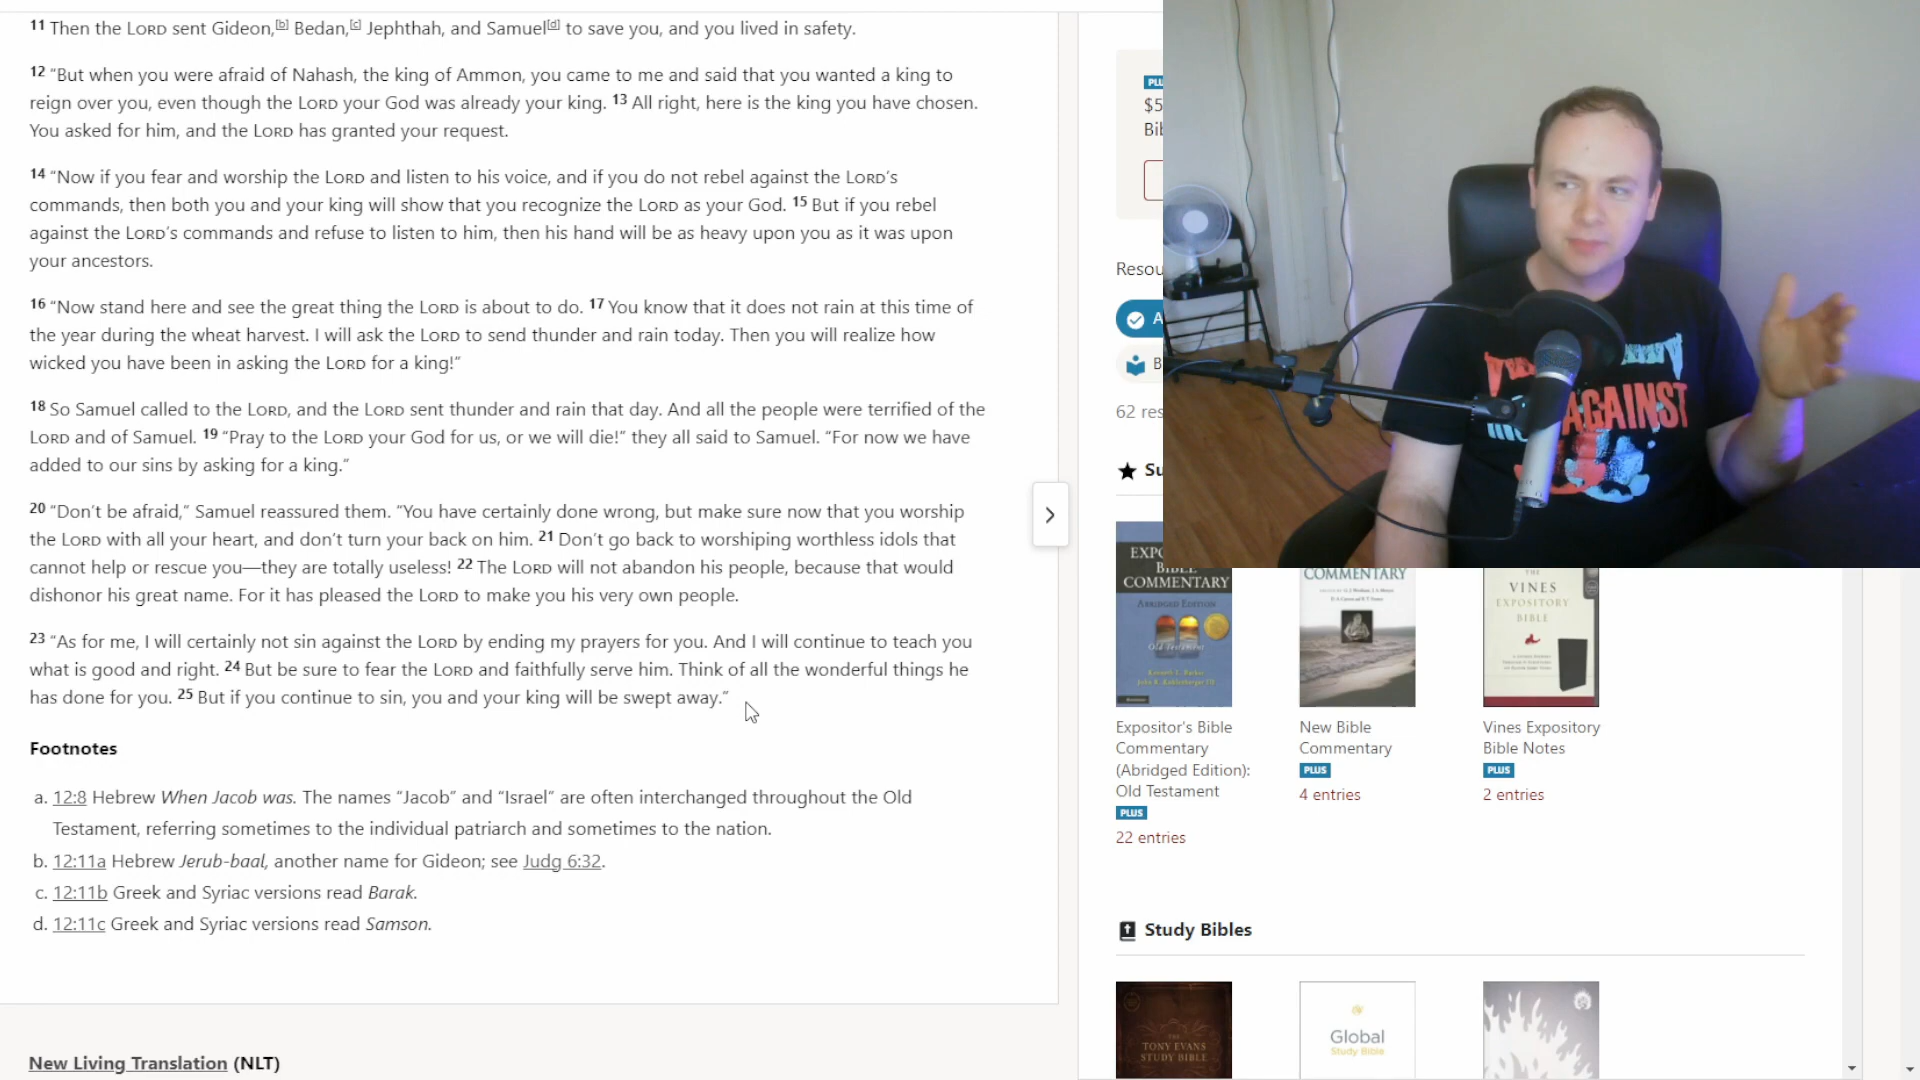 11 Then the LORD sent Gideon,[b] Bedan,[c] Jephthah, and Samuel[d] to save you, and you lived in safety.
12 “But when you were afraid of Nahash, the king of Ammon, you came to me and said that you wanted a king to
reign over you, even though the LORD your God was already your king. 13 All right, here is the king you have chosen.
You asked for him, and the LORD has granted your request.
14 “Now if you fear and worship the LORD and listen to his voice, and if you do not rebel against the LORD’s
commands, then both you and your king will show that you recognize the LORD as your God. 15 But if you rebel
against the LORD’s commands and refuse to listen to him, then his hand will be as heavy upon you as it was upon
your ancestors.
16 “Now stand here and see the great thing the LORD is about to do. 17 You know that it does not rain at this time of
the year during the wheat harvest. I will ask the LORD to send thunder and rain today. Then you will realize how
wicked you have been in asking the LORD for a king!”
18 So Samuel called to the LORD, and the LORD sent thunder and rain that day. And all the people were terrified of the
LORD and of Samuel. 19 “Pray to the LORD your God for us, or we will die!” they all said to Samuel. “For now we have
added to our sins by asking for a king.”
20 “Don’t be afraid,” Samuel reassured them. “You have certainly done wrong, but make sure now that you worship
the LORD with all your heart, and don’t turn your back on him. 21 Don’t go back to worshiping worthless idols that
cannot help or rescue you—they are totally useless! 22 The LORD will not abandon his people, because that would
dishonor his great name. For it has pleased the LORD to make you his very own people.
23 “As for me, I will certainly not sin against the LORD by ending my prayers for you. And I will continue to teach you
what is good and right. 24 But be sure to fear the LORD and faithfully serve him. Think of all the wonderful things he
has done for you. 25 But if you continue to sin, you and your king will be swept away.”
Footnotes
a. 12:8 Hebrew When Jacob was. The names “Jacob” and “Israel” are often interchanged throughout the Old
Testament, referring sometimes to the individual patriarch and sometimes to the nation.
b. 12:11a Hebrew Jerub-baal, another name for Gideon; see Judg 6:32.
c. 12:11b Greek and Syriac versions read Barak.
d. 12:11c Greek and Syriac versions read Samson.
New Living Translation (NLT)
PLU
$5
Bib
Resou
A
B
62 res
Su
AGAINST
EXPO
BIBLE
COMMENTARY
ABRIDGED EDITION
Old Testament
Expositor's Bible
Commentary
(Abridged Edition):
Old Testament
PLUS
22 entries
COMMENTARY
New Bible
Commentary
PLUS
4 entries
THE
VINES
EXPOSITORY
BIBLE
Vines Expository
Bible Notes
PLUS
2 entries
Study Bibles
THE
TONY EVANS
STUDY BIBLE
Global
Study Bible